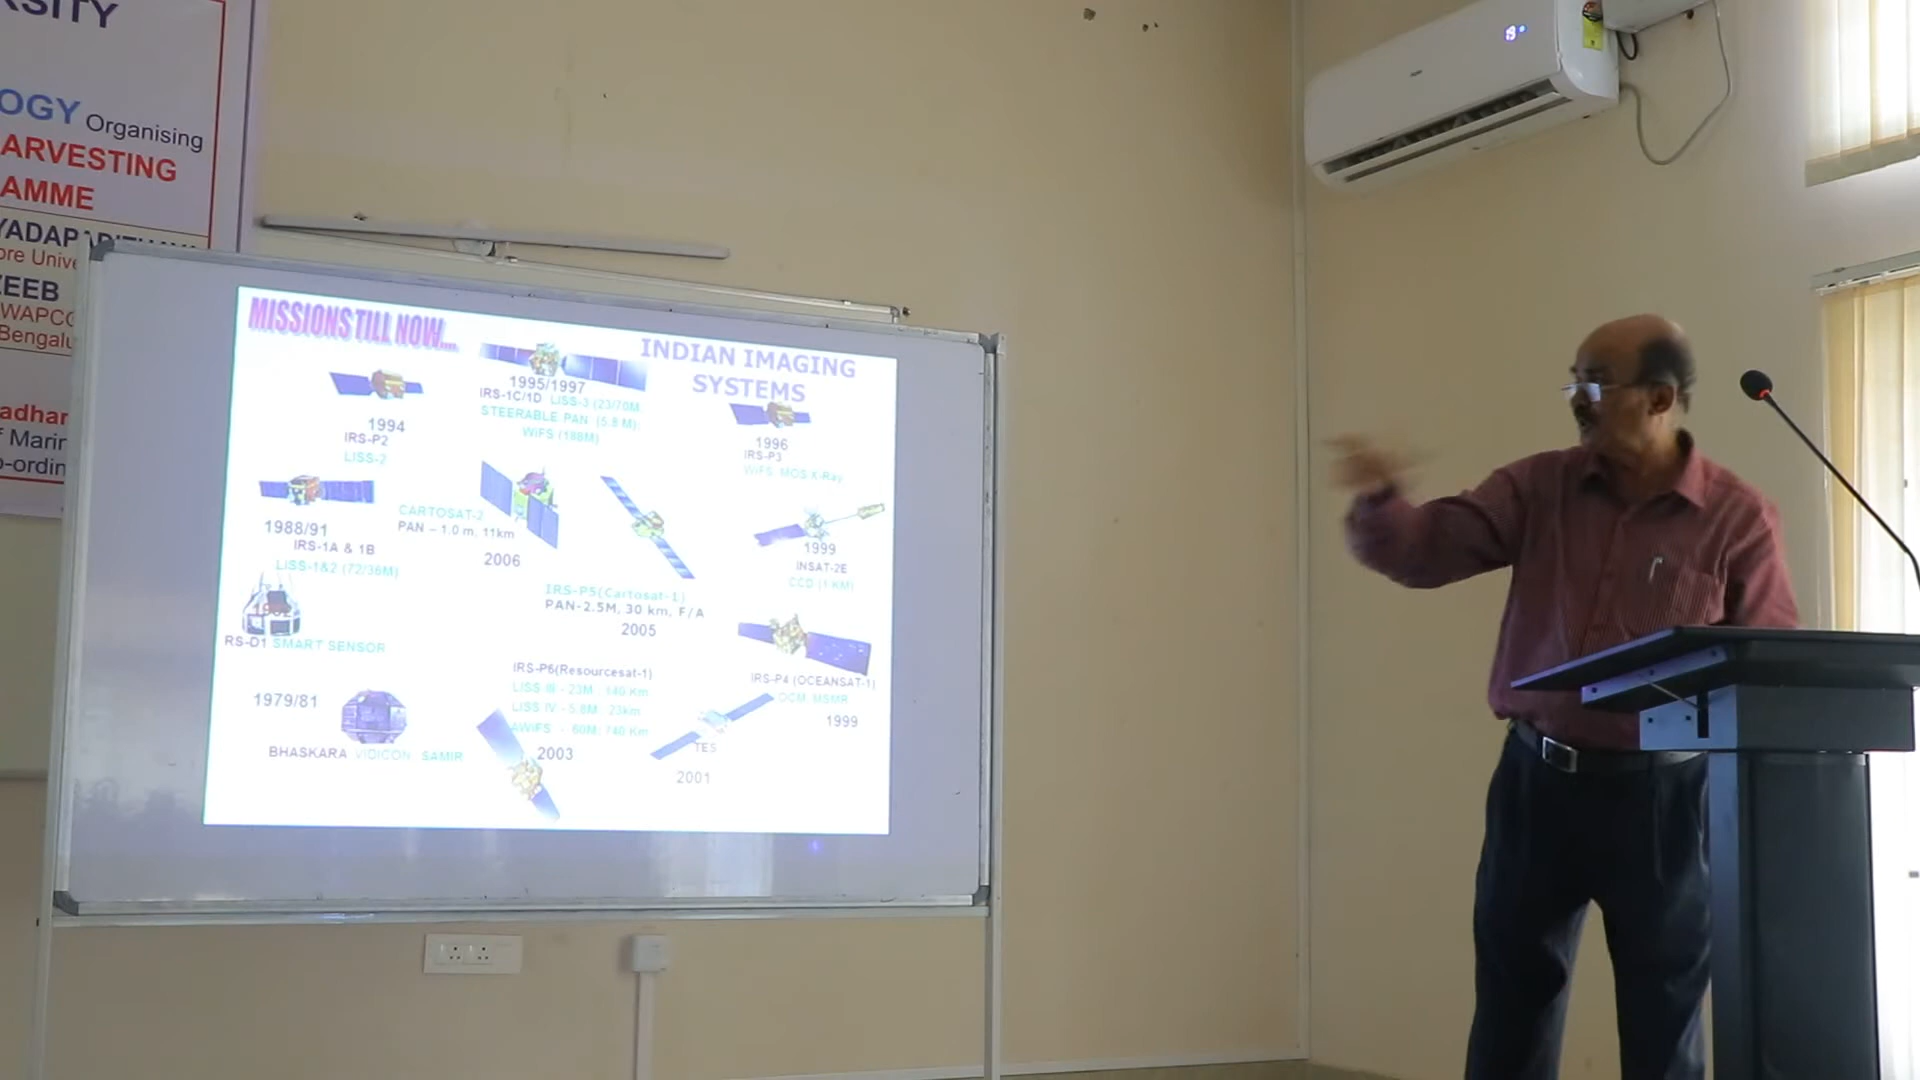 RSITY
OGY Organising
ARVESTING
AMME
ore Unive
ZEEB
WAPCO
Bengalu
adhar
f Marin
o-ordin
19
MISSIONS TILL NOW....
INDIAN IMAGING
SYSTEMS
1995/1997
IRS-1C/1D LISS-3 (23/70M,
STEERABLE PAN (5.8 M);
WiFS (188M)
1994
IRS-P2
LISS-2
1996
IRS-P3
WiFS MOS X-Ray
1988/91
IRS-1A & 1B
LISS-1&2 (72/36M)
CARTOSAT-2
PAN – 1.0 m, 11km
2006
1999
INSAT-2E
CCD (1 KM)
IRS-P5(Cartosat-1)
PAN-2.5M, 30 km, F/A
2005
RS-D1 SMART SENSOR
IRS-P6(Resourcesat-1)
LISS III - 23M; 140 Km
LISS IV - 5.8M; 23km
AWiFS - 60M; 740 Km
2003
IRS-P4 (OCEANSAT-1)
OCM, MSMR
1999
1979/81
BHASKARA VIDICON, SAMIR
TES
2001